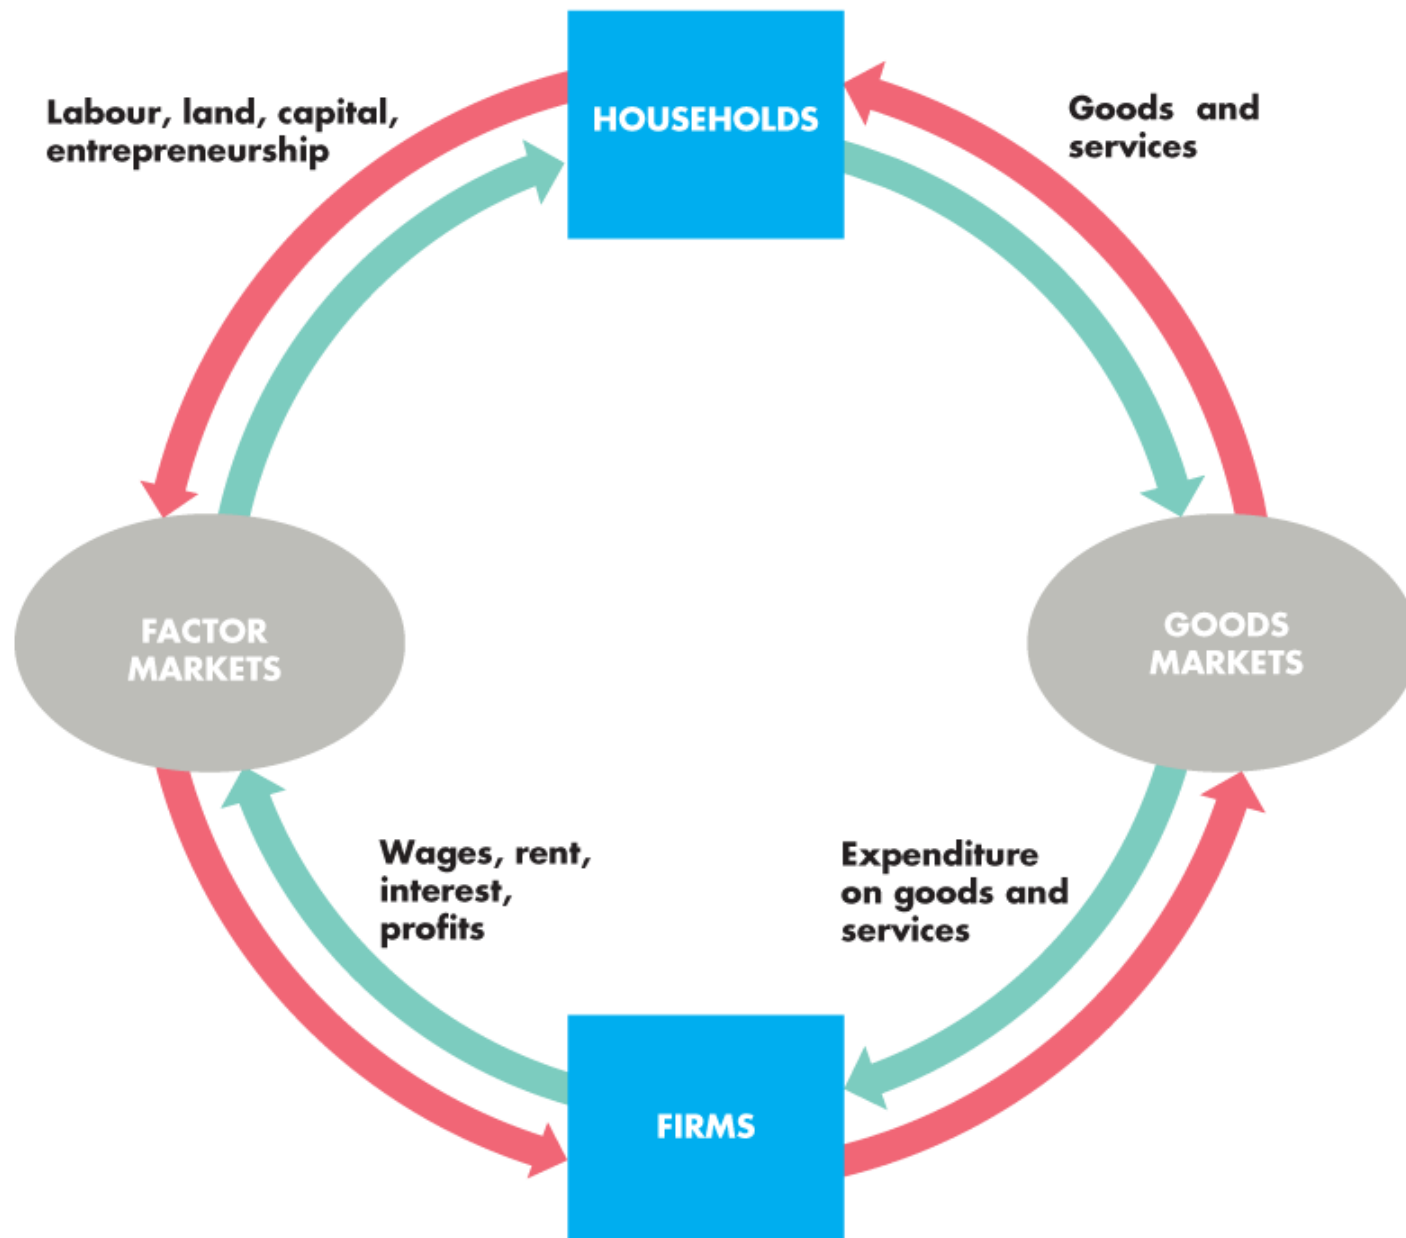 HOUSEHOLDS
Labour, land, capital,
entrepreneurship
Goods and
services
FACTOR
MARKETS
GOODS
MARKETS
Wages, rent,
interest,
profits
Expenditure
on goods and
services
FIRMS